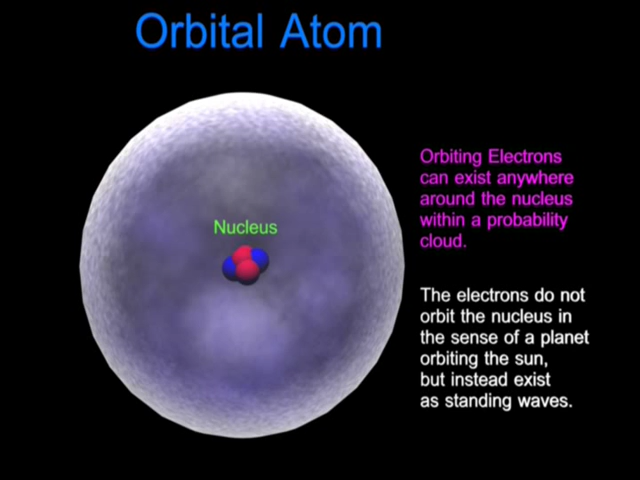 Orbital Atom
Orbiting Electrons
can exist anywhere
around the nucleus
within a probability
cloud.
Nucleus
The electrons do not
orbit the nucleus in
the sense of a planet
orbiting the sun,
but instead exist
as standing waves.